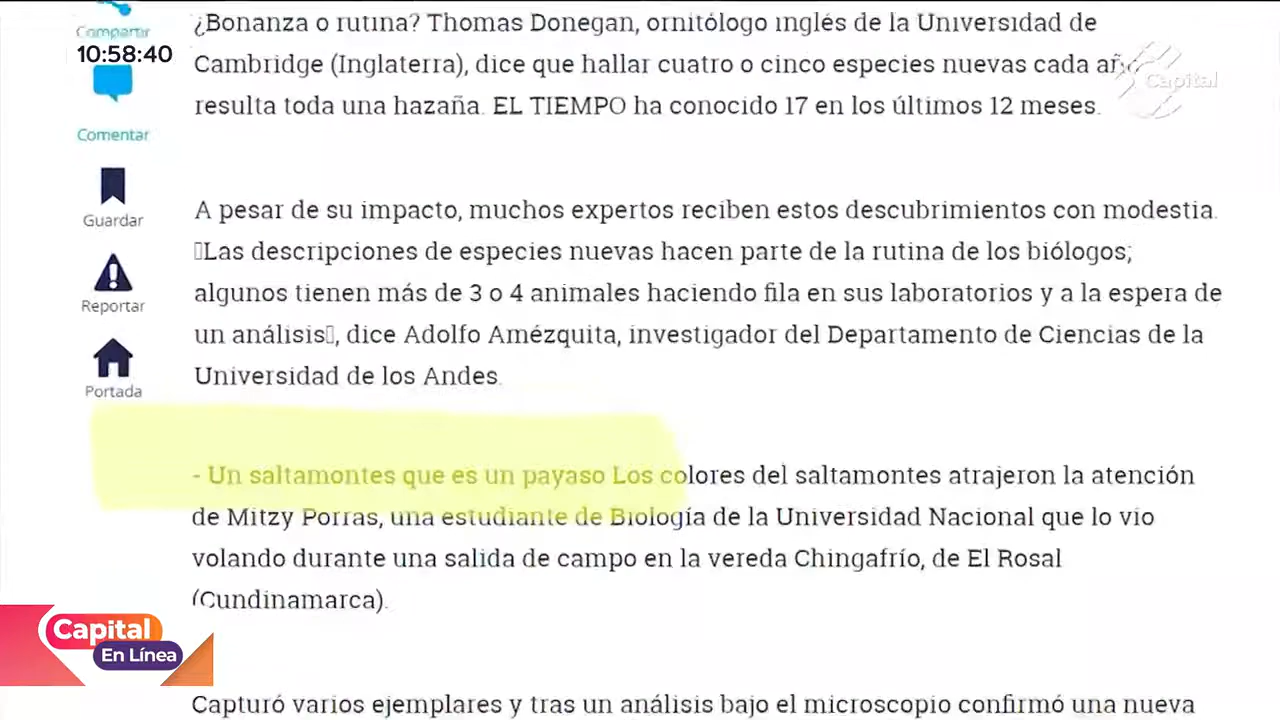 Compartir
10:58:40
Comentar
Guardar
Reportar
Portada
¿Bonanza o rutina? Thomas Donegan, ornitólogo inglés de la Universidad de
Cambridge (Inglaterra), dice que hallar cuatro o cinco especies nuevas cada año
resulta toda una hazaña. EL TIEMPO ha conocido 17 en los últimos 12 meses.
Capital
A pesar de su impacto, muchos expertos reciben estos descubrimientos con modestia.
▯Las descripciones de especies nuevas hacen parte de la rutina de los biólogos;
algunos tienen más de 3 o 4 animales haciendo fila en sus laboratorios y a la espera de
un análisis▯, dice Adolfo Amézquita, investigador del Departamento de Ciencias de la
Universidad de los Andes.
- Un saltamontes que es un payaso Los colores del saltamontes atrajeron la atención
de Mitzy Porras, una estudiante de Biología de la Universidad Nacional que lo vio
volando durante una salida de campo en la vereda Chingafrío, de El Rosal
(Cundinamarca).
Capturó varios ejemplares y tras un análisis bajo el microscopio confirmó una nueva
Capital
En Línea